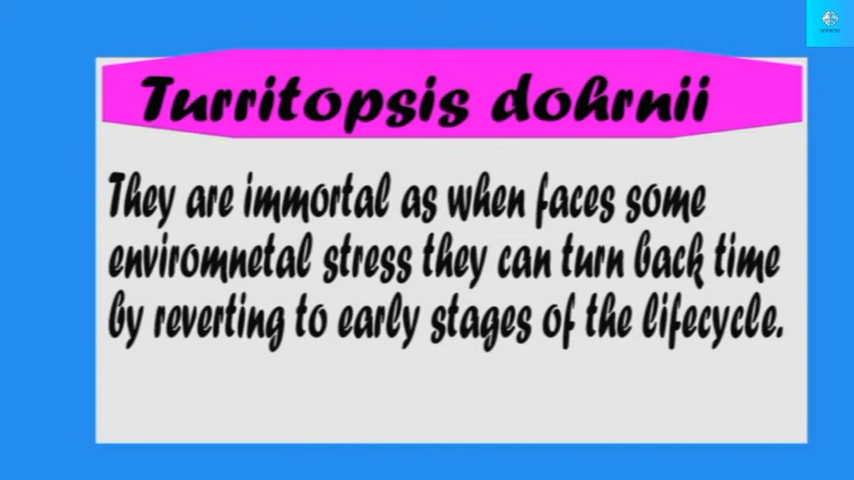 Turritopsis dohrnii
They are immortal as when faces some
enviromnetal stress they can turn back time
by reverting to early stages of the lifecycle.